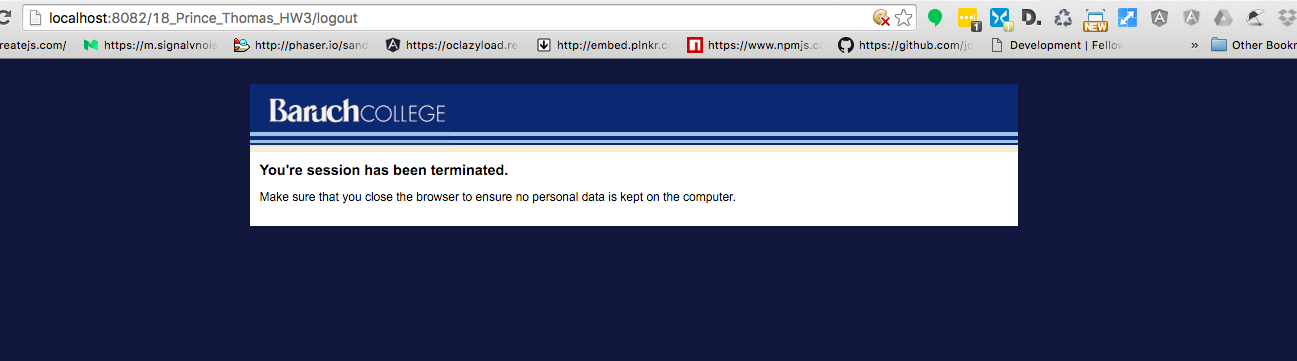 localhost:8082/18_Prince_Thomas_HW3/logout
D.
1
NEW
reatejs.com/ https://m.signalvnois http://phaser.io/sand https://oclazyload.re http://embed.plnkr.co https://www.npmjs.c https://github.com/jo Development | Fellow » Other Bookm
BaruchCOLLEGE
You're session has been terminated.
Make sure that you close the browser to ensure no personal data is kept on the computer.